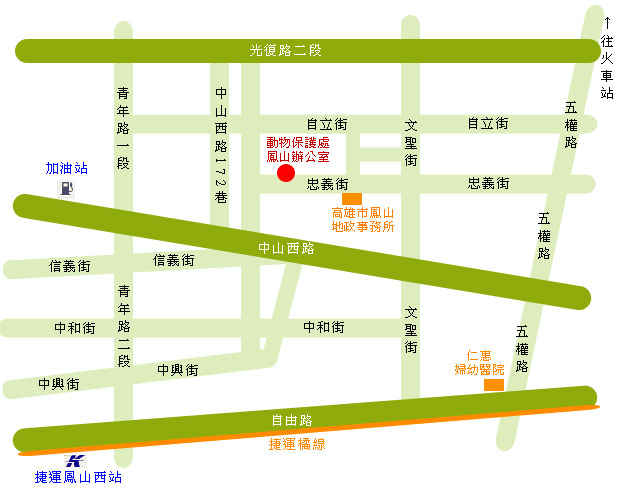 ↑往火車站
光復路二段
青年路一段
中山西路172巷
自立街
文聖街
自立街
五權路
動物保護處
鳳山辦公室
加油站
忠義街
忠義街
高雄市鳳山
地政事務所
五權路
中山西路
信義街
信義街
青年路二段
中和街
中和街
文聖街
五權路
仁惠
婦幼醫院
中興街
中興街
自由路
捷運橘線
捷運鳳山西站